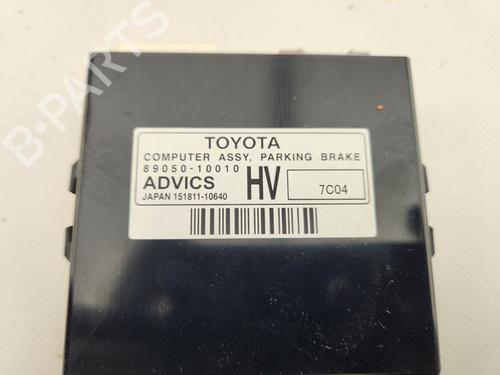 B-PARTS
TOYOTA
COMPUTER ASSY, PARKING BRAKE
89050-10010
ADVICS HV 7C04
JAPAN 151811-10640